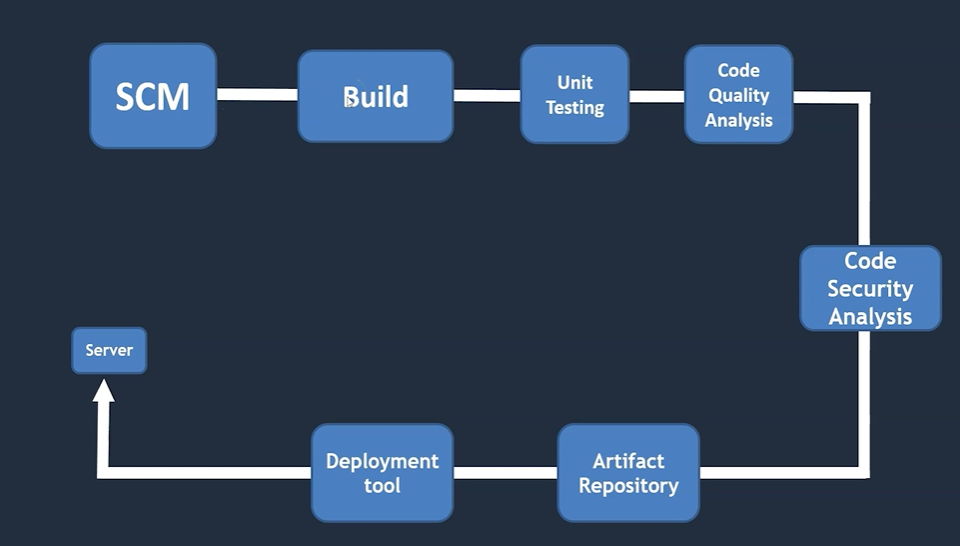 SCM
Build
Unit
Testing
Code
Quality
Analysis
Code
Security
Analysis
Server
Deployment
tool
Artifact
Repository